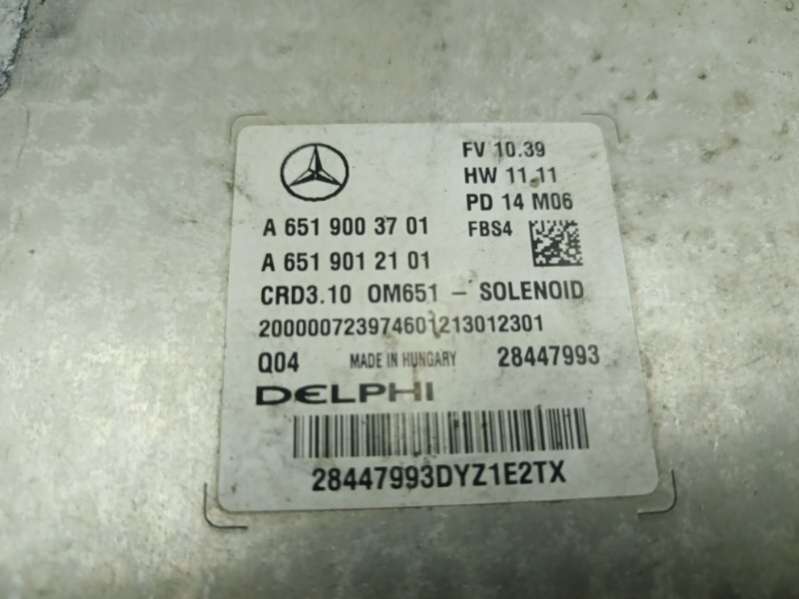 FV 10.39
HW 11.11
PD 14 M06
A 651 900 37 01
FBS4
A 651 901 21 01
CRD3.10 OM651 - SOLENOID
200000723974601213012301
Q04 MADE IN HUNGARY 28447993
DELPHI
28447993DYZ1E2TX